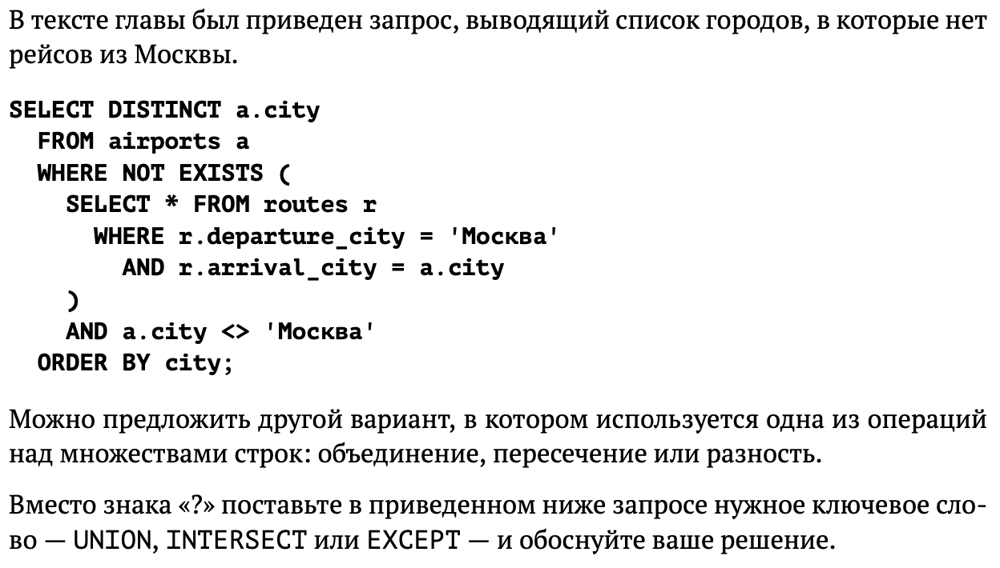 В тексте главы был приведен запрос, выводящий список городов, в которые нет
рейсов из Москвы.
SELECT DISTINCT a.city
  FROM airports a
  WHERE NOT EXISTS (
    SELECT * FROM routes r
      WHERE r.departure_city = 'Москва'
        AND r.arrival_city = a.city
    )
    AND a.city <> 'Москва'
  ORDER BY city;
Можно предложить другой вариант, в котором используется одна из операций
над множествами строк: объединение, пересечение или разность.
Вместо знака «?» поставьте в приведенном ниже запросе нужное ключевое сло-
во — UNION, INTERSECT или EXCEPT — и обоснуйте ваше решение.